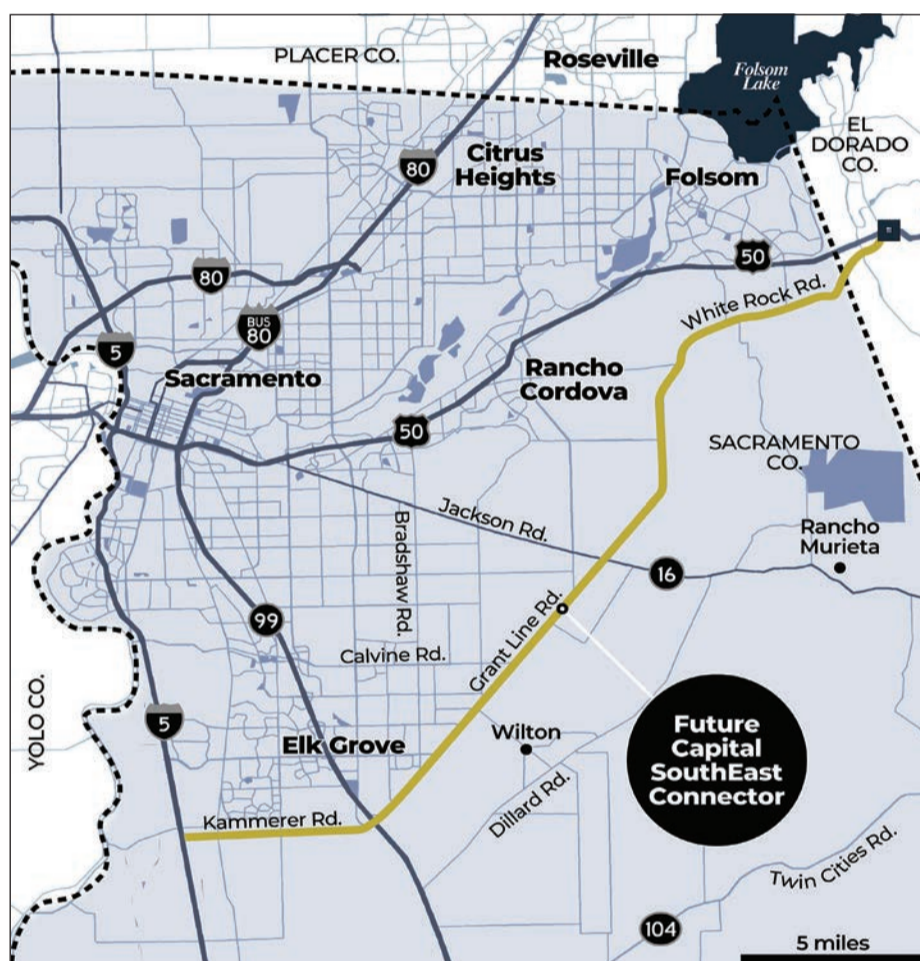 PLACER CO.
Roseville
Folsom
Lake
EL
DORADO
CO.
80
Citrus
Heights
Folsom
80
50
BUS
80
White Rock Rd.
5
Sacramento
Rancho
Cordova
50
SACRAMENTO
CO.
Jackson Rd.
Rancho
Murieta
16
Bradshaw Rd.
99
Grant Line Rd.
Calvine Rd.
YOLO CO.
5
Elk Grove
Wilton
Future
Capital
SouthEast
Connector
Dillard Rd.
Kammerer Rd.
Twin Cities Rd.
104
5 miles